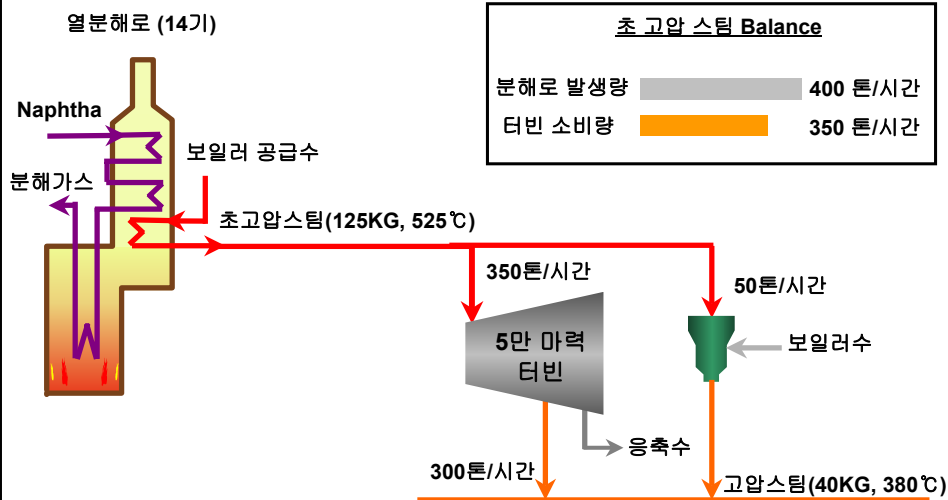 열분해로 (14기)
초 고압 스팀 Balance
분해로 발생량
400 톤/시간
터빈 소비량
350 톤/시간
Naphtha
보일러 공급수
분해가스
초고압스팀(125KG, 525℃)
350톤/시간
50톤/시간
5만 마력
터빈
보일러수
응축수
300톤/시간
고압스팀(40KG, 380℃)